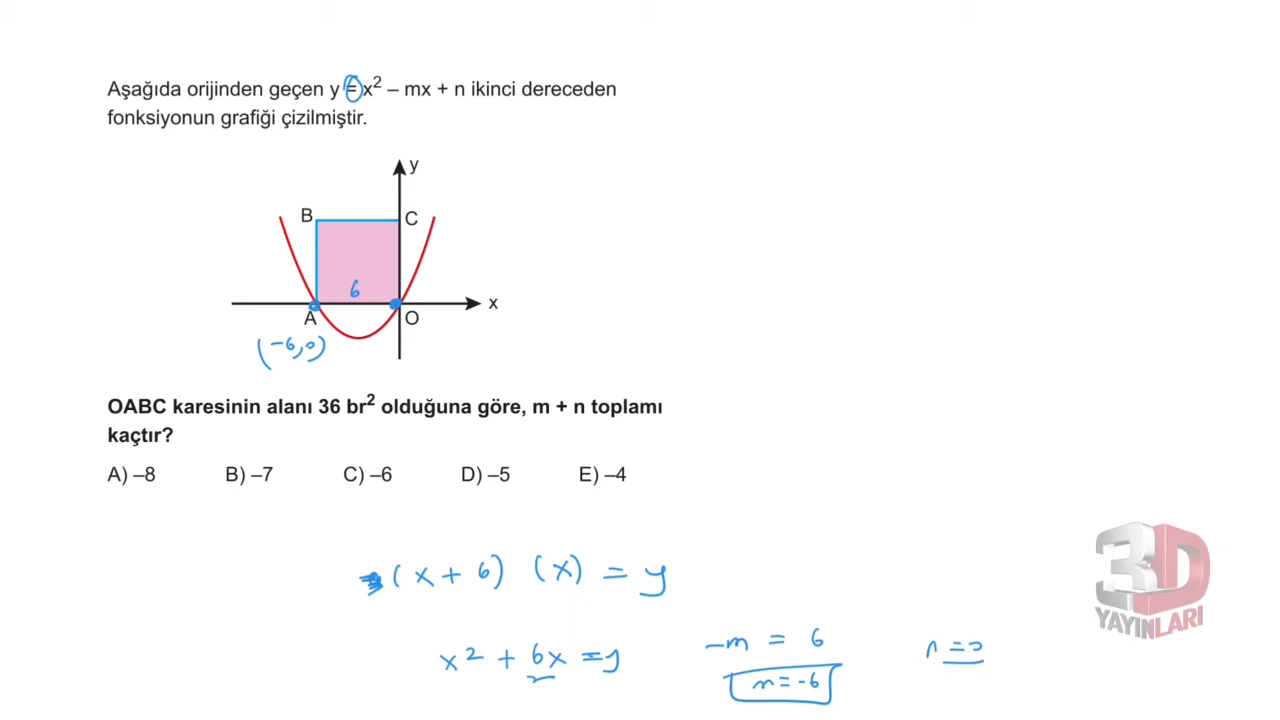 Aşağıda orijinden geçen y = x² – mx + n ikinci dereceden
fonksiyonun grafiği çizilmiştir.
y
B
C
6
x
A
O
(-6,0)
OABC karesinin alanı 36 br² olduğuna göre, m + n toplamı
kaçtır?
A) –8 B) –7 C) –6 D) –5 E) –4
(x + 6) (x) = y
-m = 6 n = 0
x² + 6x = y
m = -6
3D
YAYINLARI